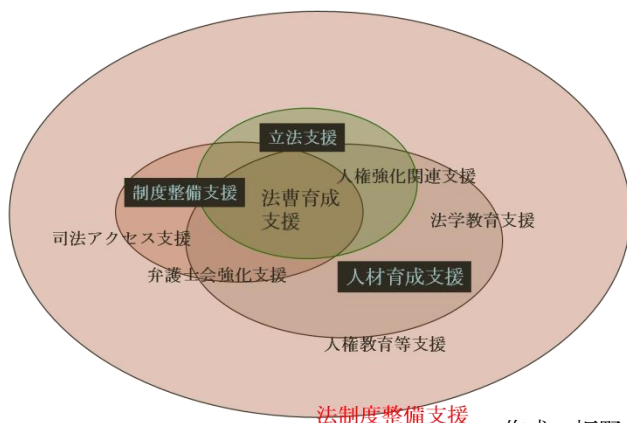 立法支援
人権強化関連支援
制度整備支援
法曹育成
支援
法学教育支援
司法アクセス支援
弁護士会強化支援
人材育成支援
人権教育等支援
法制度整備支援